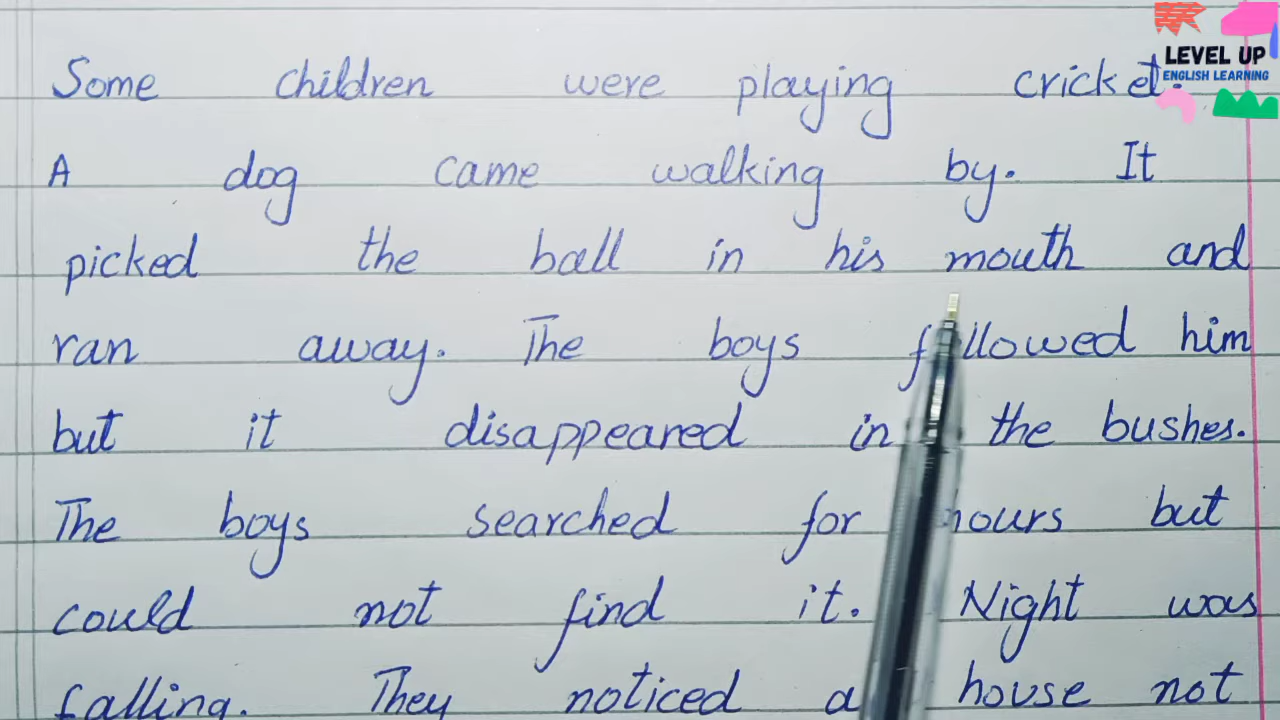 Some children were playing cricket.
A dog came walking by. It
picked the ball in his mouth and
ran away. The boys followed him
but it disappeared in the bushes.
The boys searched for hours but
could not find it. Night was
falling. They noticed a house not
LEVEL UP
ENGLISH LEARNING